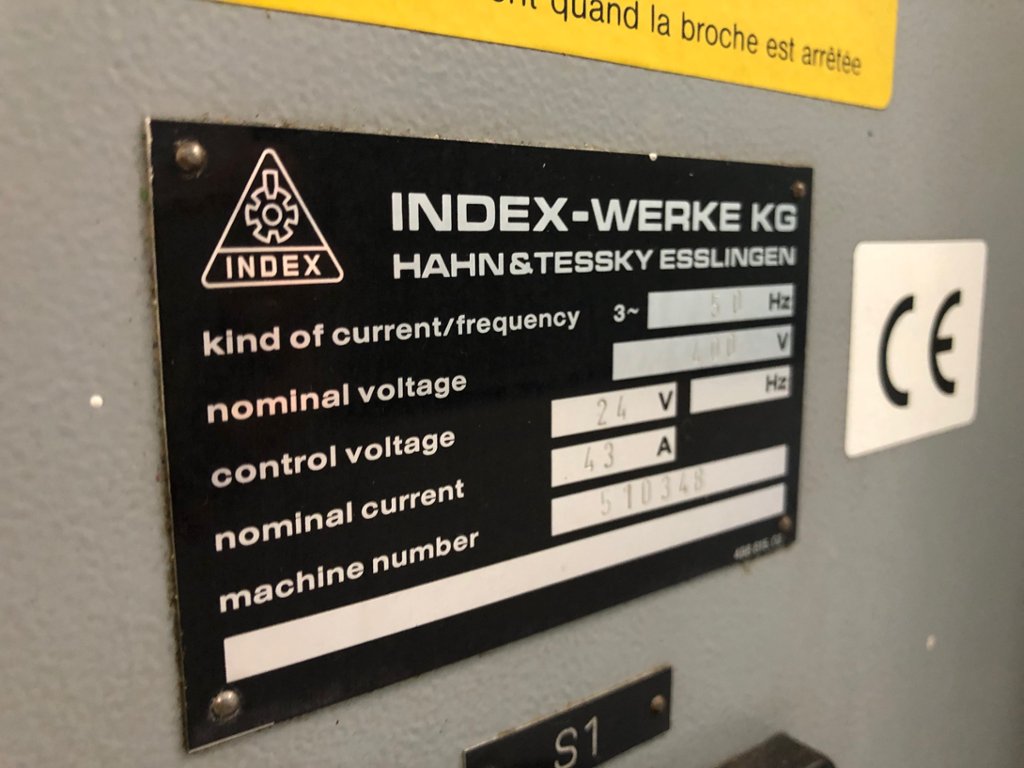 quand la broche est arrêtée
INDEX
INDEX-WERKE KG
HAHN & TESSKY ESSLINGEN
kind of current/frequency 3~ 50 Hz
nominal voltage 400 V
control voltage 24 V Hz
nominal current 43 A
machine number 510348
CE
S1